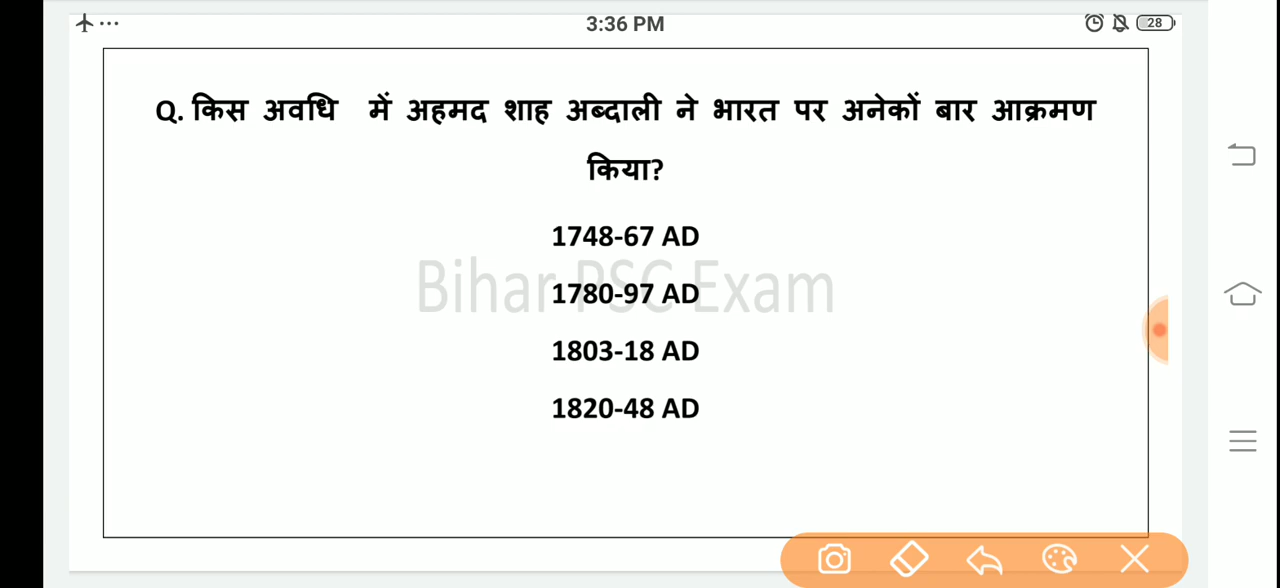 3:36 PM
28
Q. किस अवधि में अहमद शाह अब्दाली ने भारत पर अनेकों बार आक्रमण
किया?
1748-67 AD
Bihar PSC Exam
1780-97 AD
1803-18 AD
1820-48 AD